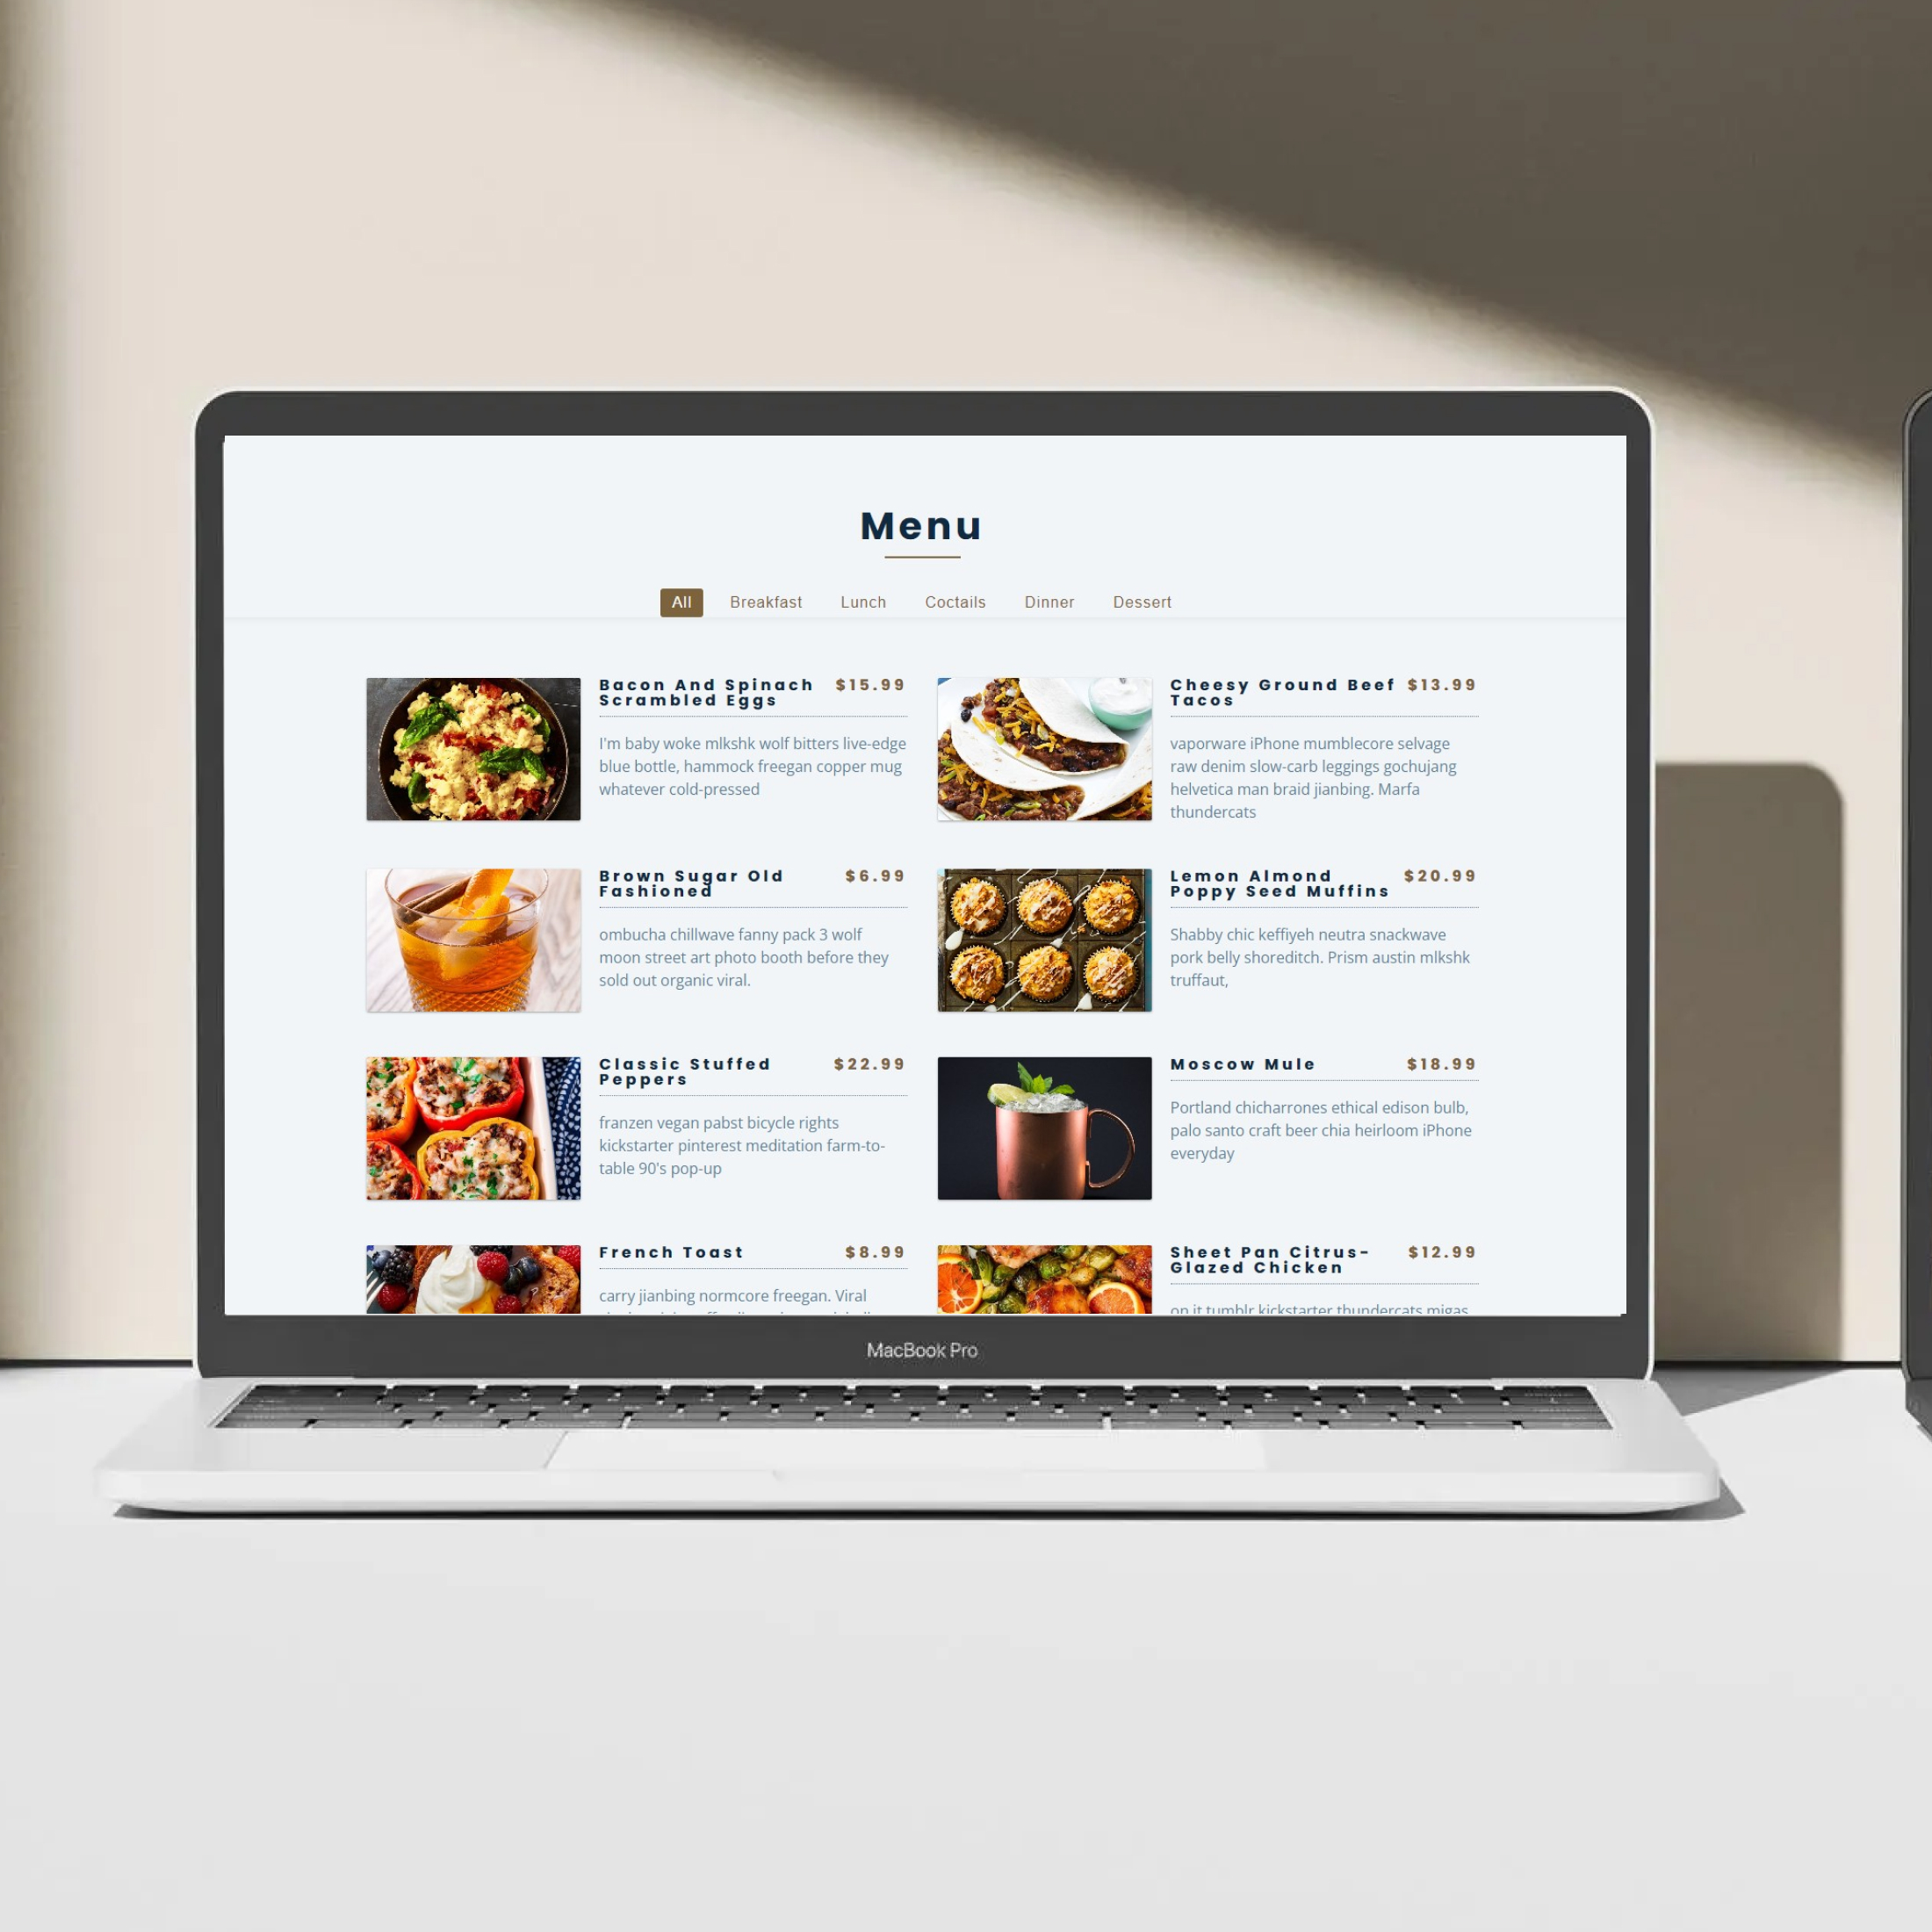 Menu
All Breakfast Lunch Coctails Dinner Dessert
Bacon And Spinach $15.99
Scrambled Eggs
I'm baby woke mlkshk wolf bitters live-edge
blue bottle, hammock freegan copper mug
whatever cold-pressed
Cheesy Ground Beef $13.99
Tacos
vaporware iPhone mumblecore selvage
raw denim slow-carb leggings gochujang
helvetica man braid jianbing. Marfa
thundercats
Brown Sugar Old $6.99
Fashioned
ombucha chillwave fanny pack 3 wolf
moon street art photo booth before they
sold out organic viral.
Lemon Almond $20.99
Poppy Seed Muffins
Shabby chic keffiyeh neutra snackwave
pork belly shoreditch. Prism austin mlkshk
truffaut,
Classic Stuffed $22.99
Peppers
franzen vegan pabst bicycle rights
kickstarter pinterest meditation farm-to-
table 90's pop-up
Moscow Mule $18.99
Portland chicharrones ethical edison bulb,
palo santo craft beer chia heirloom iPhone
everyday
French Toast $8.99
carry jianbing normcore freegan. Viral
Sheet Pan Citrus- $12.99
Glazed Chicken
on it tumblr kickstarter thundercats migas
MacBook Pro